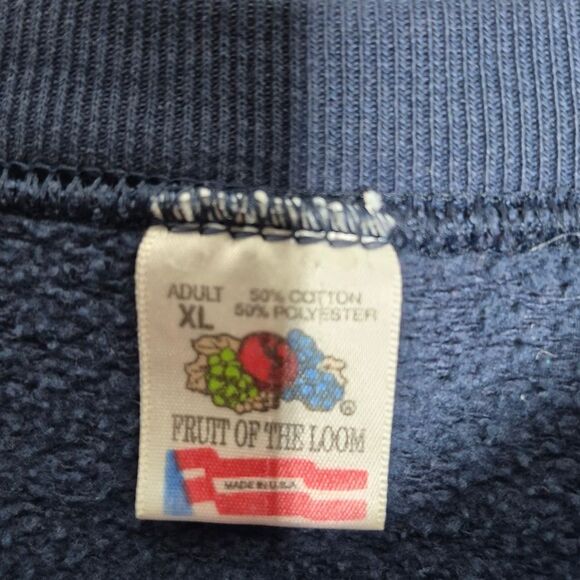 ADULT 50% COTTON
XL 50% POLYESTER
®
FRUIT OF THE LOOM
MADE IN U.S.A.